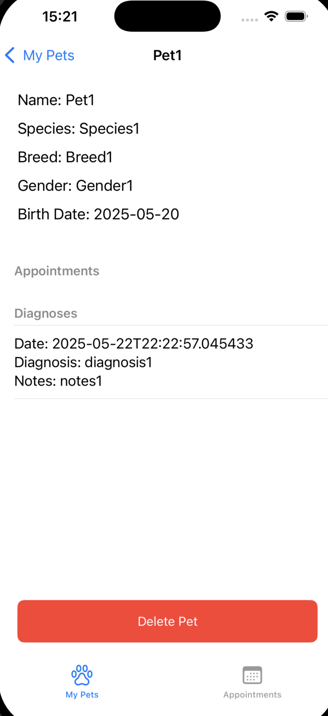 15:21
My Pets
Pet1
Name: Pet1
Species: Species1
Breed: Breed1
Gender: Gender1
Birth Date: 2025-05-20
Appointments
Diagnoses
Date: 2025-05-22T22:22:57.045433
Diagnosis: diagnosis1
Notes: notes1
Delete Pet
My Pets
Appointments